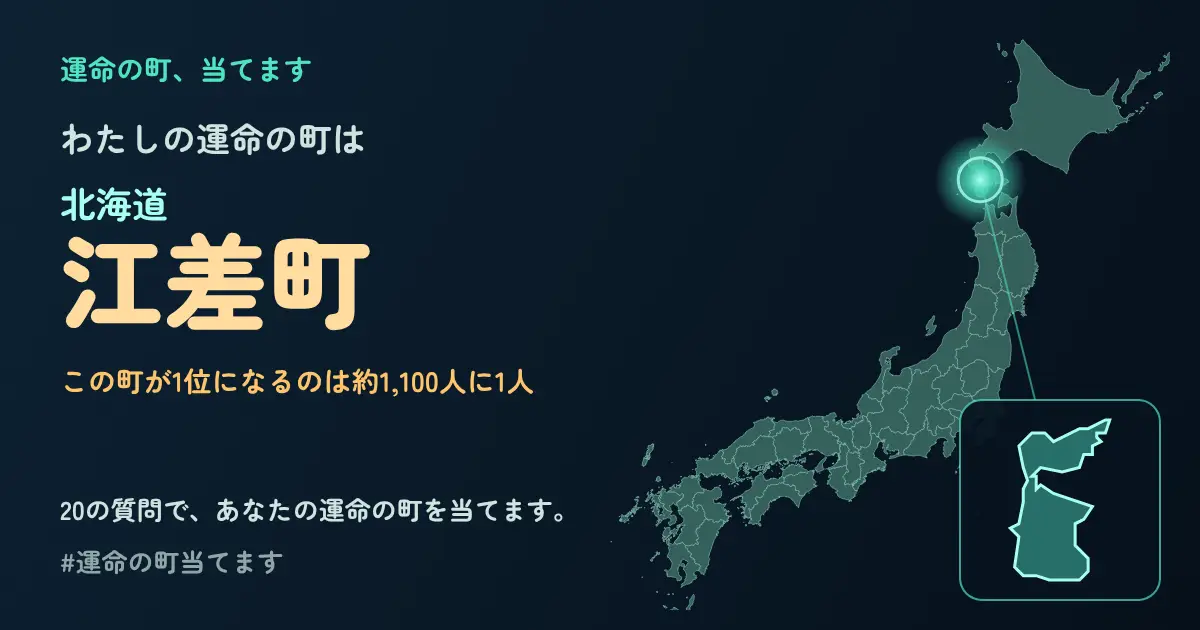 運命の町、当てます
わたしの運命の町は
北海道
江差町
この町が1位になるのは約1,100人に1人
20の質問で、あなたの運命の町を当てます。
#運命の町当てます